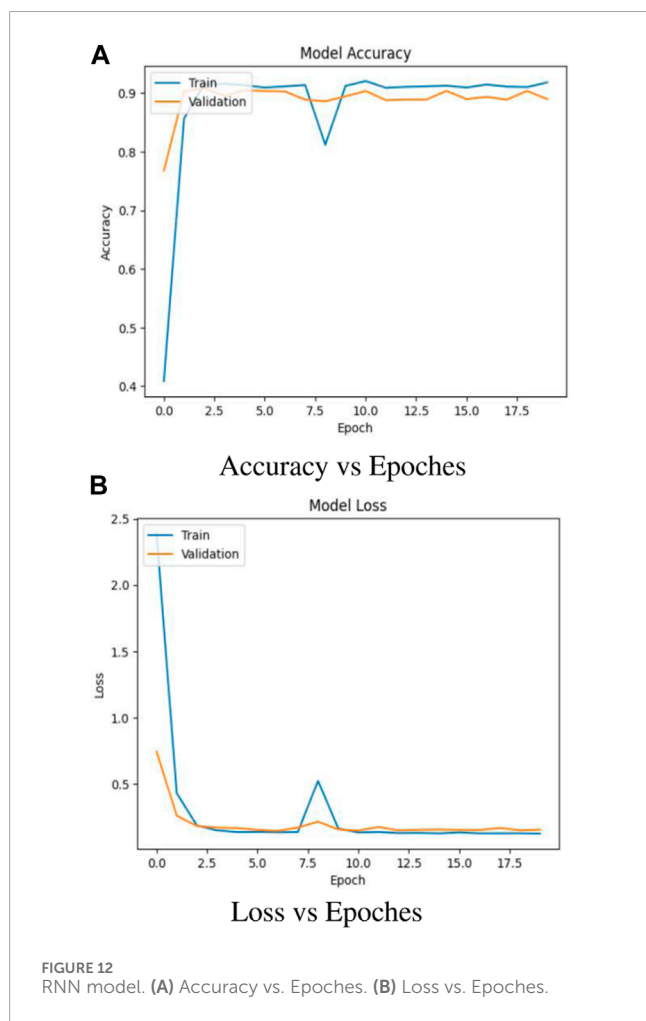 A
Model Accuracy
Train
Validation
0.9
0.8
0.7
0.6
0.5
0.4
Accuracy
0.0 2.5 5.0 7.5 10.0 12.5 15.0 17.5
Epoch
Accuracy vs Epoches
B
Model Loss
Train
Validation
2.5
2.0
1.5
1.0
0.5
Loss
0.0 2.5 5.0 7.5 10.0 12.5 15.0 17.5
Epoch
Loss vs Epoches
FIGURE 12
RNN model. (A) Accuracy vs. Epoches. (B) Loss vs. Epoches.